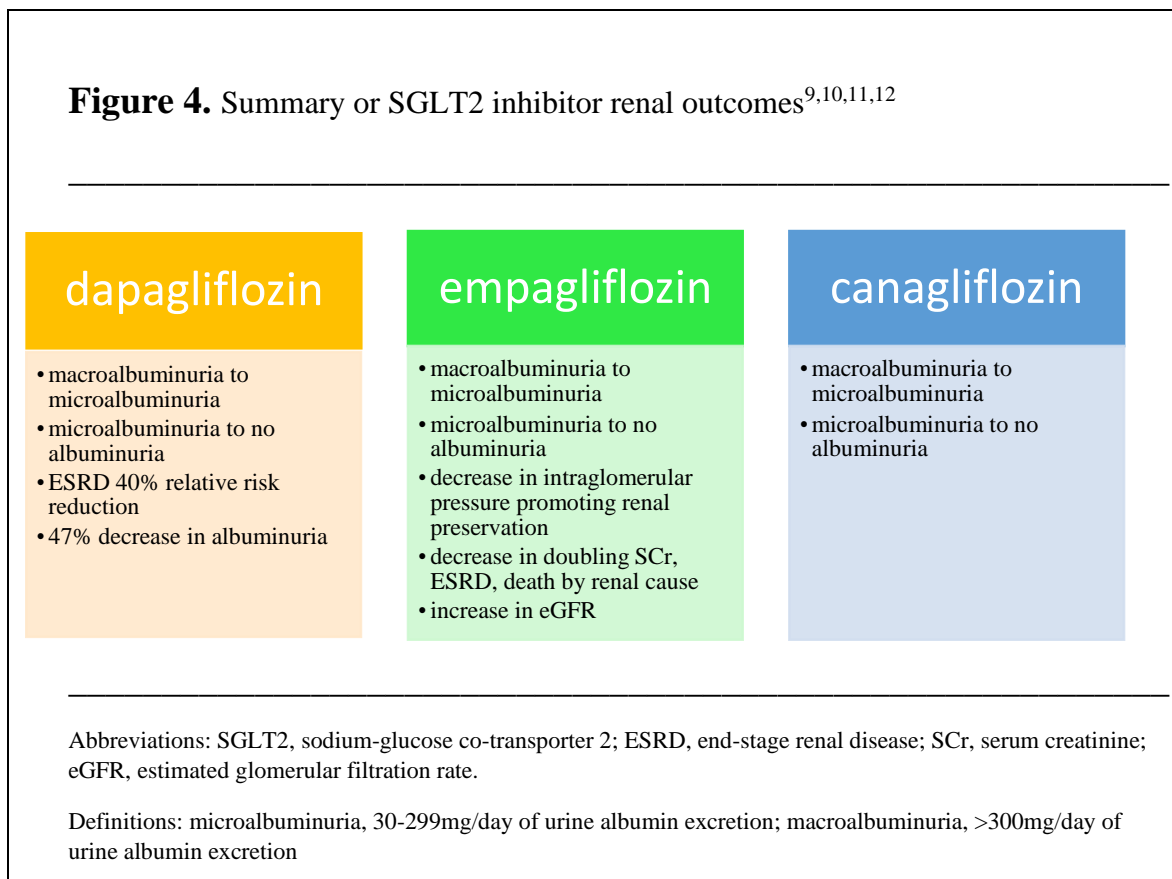 Figure 4. Summary or SGLT2 inhibitor renal outcomes9,10,11,12
dapagliflozin
• macroalbuminuria to
microalbuminuria
• microalbuminuria to no
albuminuria
• ESRD 40% relative risk
reduction
• 47% decrease in albuminuria
empagliflozin
• macroalbuminuria to
microalbuminuria
• microalbuminuria to no
albuminuria
• decrease in intraglomerular
pressure promoting renal
preservation
• decrease in doubling SCr,
ESRD, death by renal cause
• increase in eGFR
canagliflozin
• macroalbuminuria to
microalbuminuria
• microalbuminuria to no
albuminuria
Abbreviations: SGLT2, sodium-glucose co-transporter 2; ESRD, end-stage renal disease; SCr, serum creatinine;
eGFR, estimated glomerular filtration rate.
Definitions: microalbuminuria, 30-299mg/day of urine albumin excretion; macroalbuminuria, >300mg/day of
urine albumin excretion